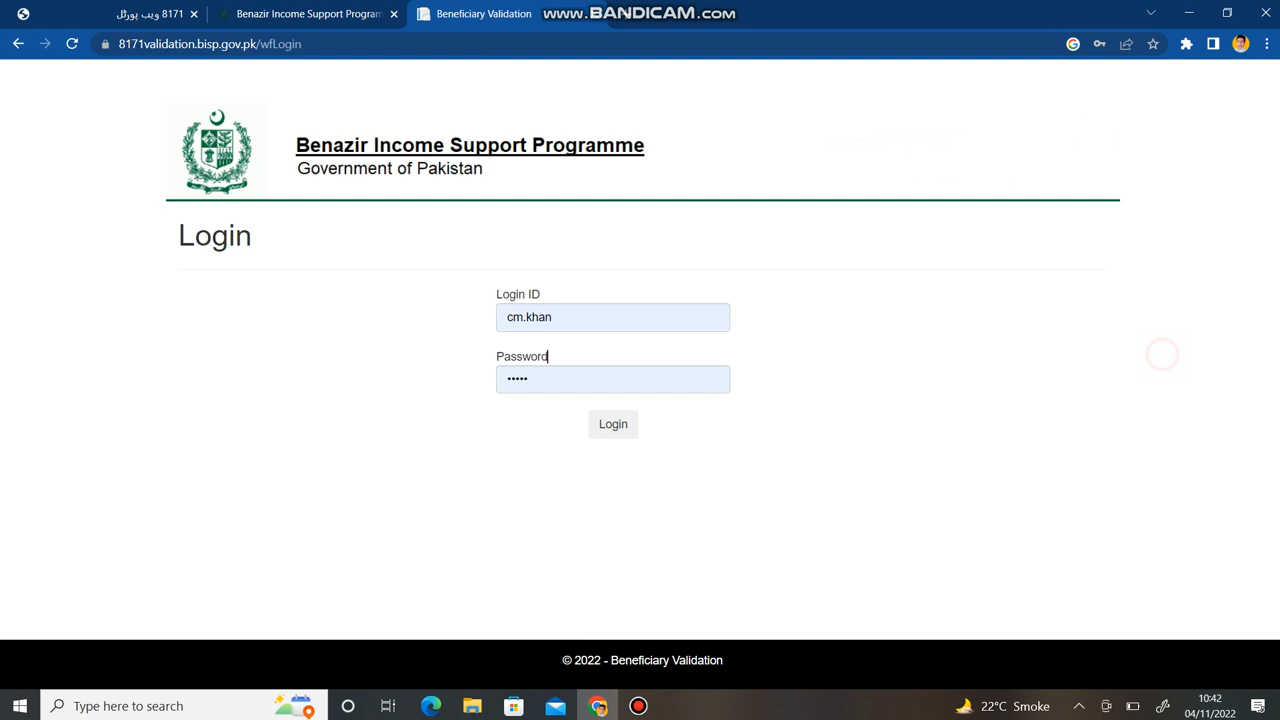 8171 ویب پورٹل
Benazir Income Support Program
Beneficiary Validation
www.BANDICAM.com
8171validation.bisp.gov.pk/wfLogin
Benazir Income Support Programme
Government of Pakistan
Login
Login ID
cm.khan
Password
•••••
Login
© 2022 - Beneficiary Validation
Type here to search
22°C Smoke
10:42
04/11/2022